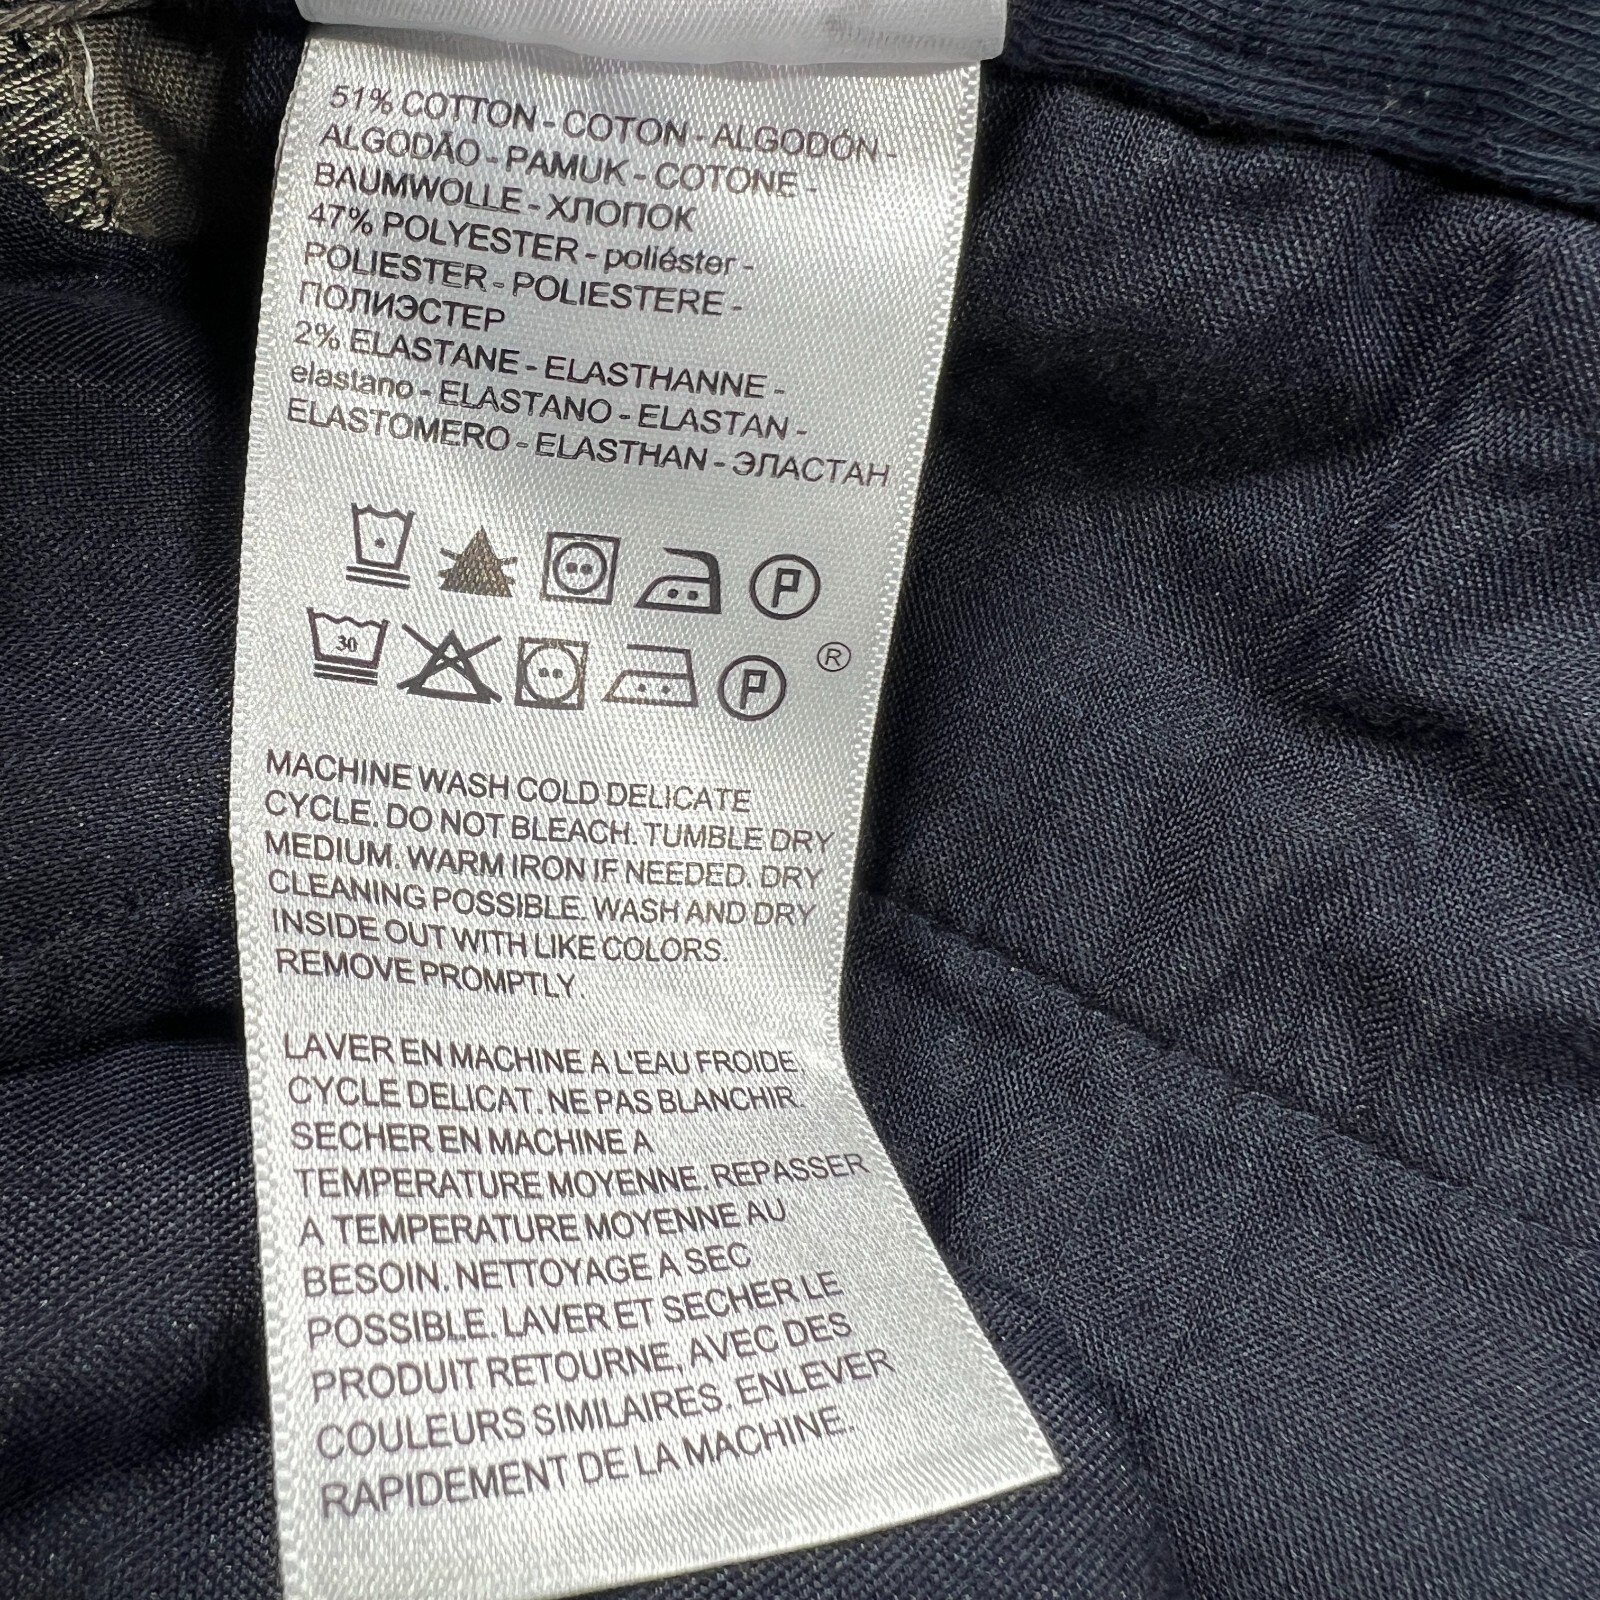 51% COTTON - COTON - ALGODÓN -
ALGODÃO - PAMUK - COTONE -
BAUMWOLLE - ХЛОПОК
47% POLYESTER - poliéster -
POLIESTER - POLIESTERE -
ПОЛИЭСТЕР
2% ELASTANE - ELASTHANNE -
elastano - ELASTANO - ELASTAN -
ELASTOMERO - ELASTHAN - ЭЛАСТАН
P
30 P ®
MACHINE WASH COLD DELICATE
CYCLE. DO NOT BLEACH. TUMBLE DRY
MEDIUM. WARM IRON IF NEEDED. DRY
CLEANING POSSIBLE. WASH AND DRY
INSIDE OUT WITH LIKE COLORS.
REMOVE PROMPTLY.
LAVER EN MACHINE A L'EAU FROIDE,
CYCLE DELICAT. NE PAS BLANCHIR.
SECHER EN MACHINE A
TEMPERATURE MOYENNE. REPASSER
A TEMPERATURE MOYENNE AU
BESOIN. NETTOYAGE A SEC
POSSIBLE. LAVER ET SECHER LE
PRODUIT RETOURNE, AVEC DES
COULEURS SIMILAIRES. ENLEVER
RAPIDEMENT DE LA MACHINE.